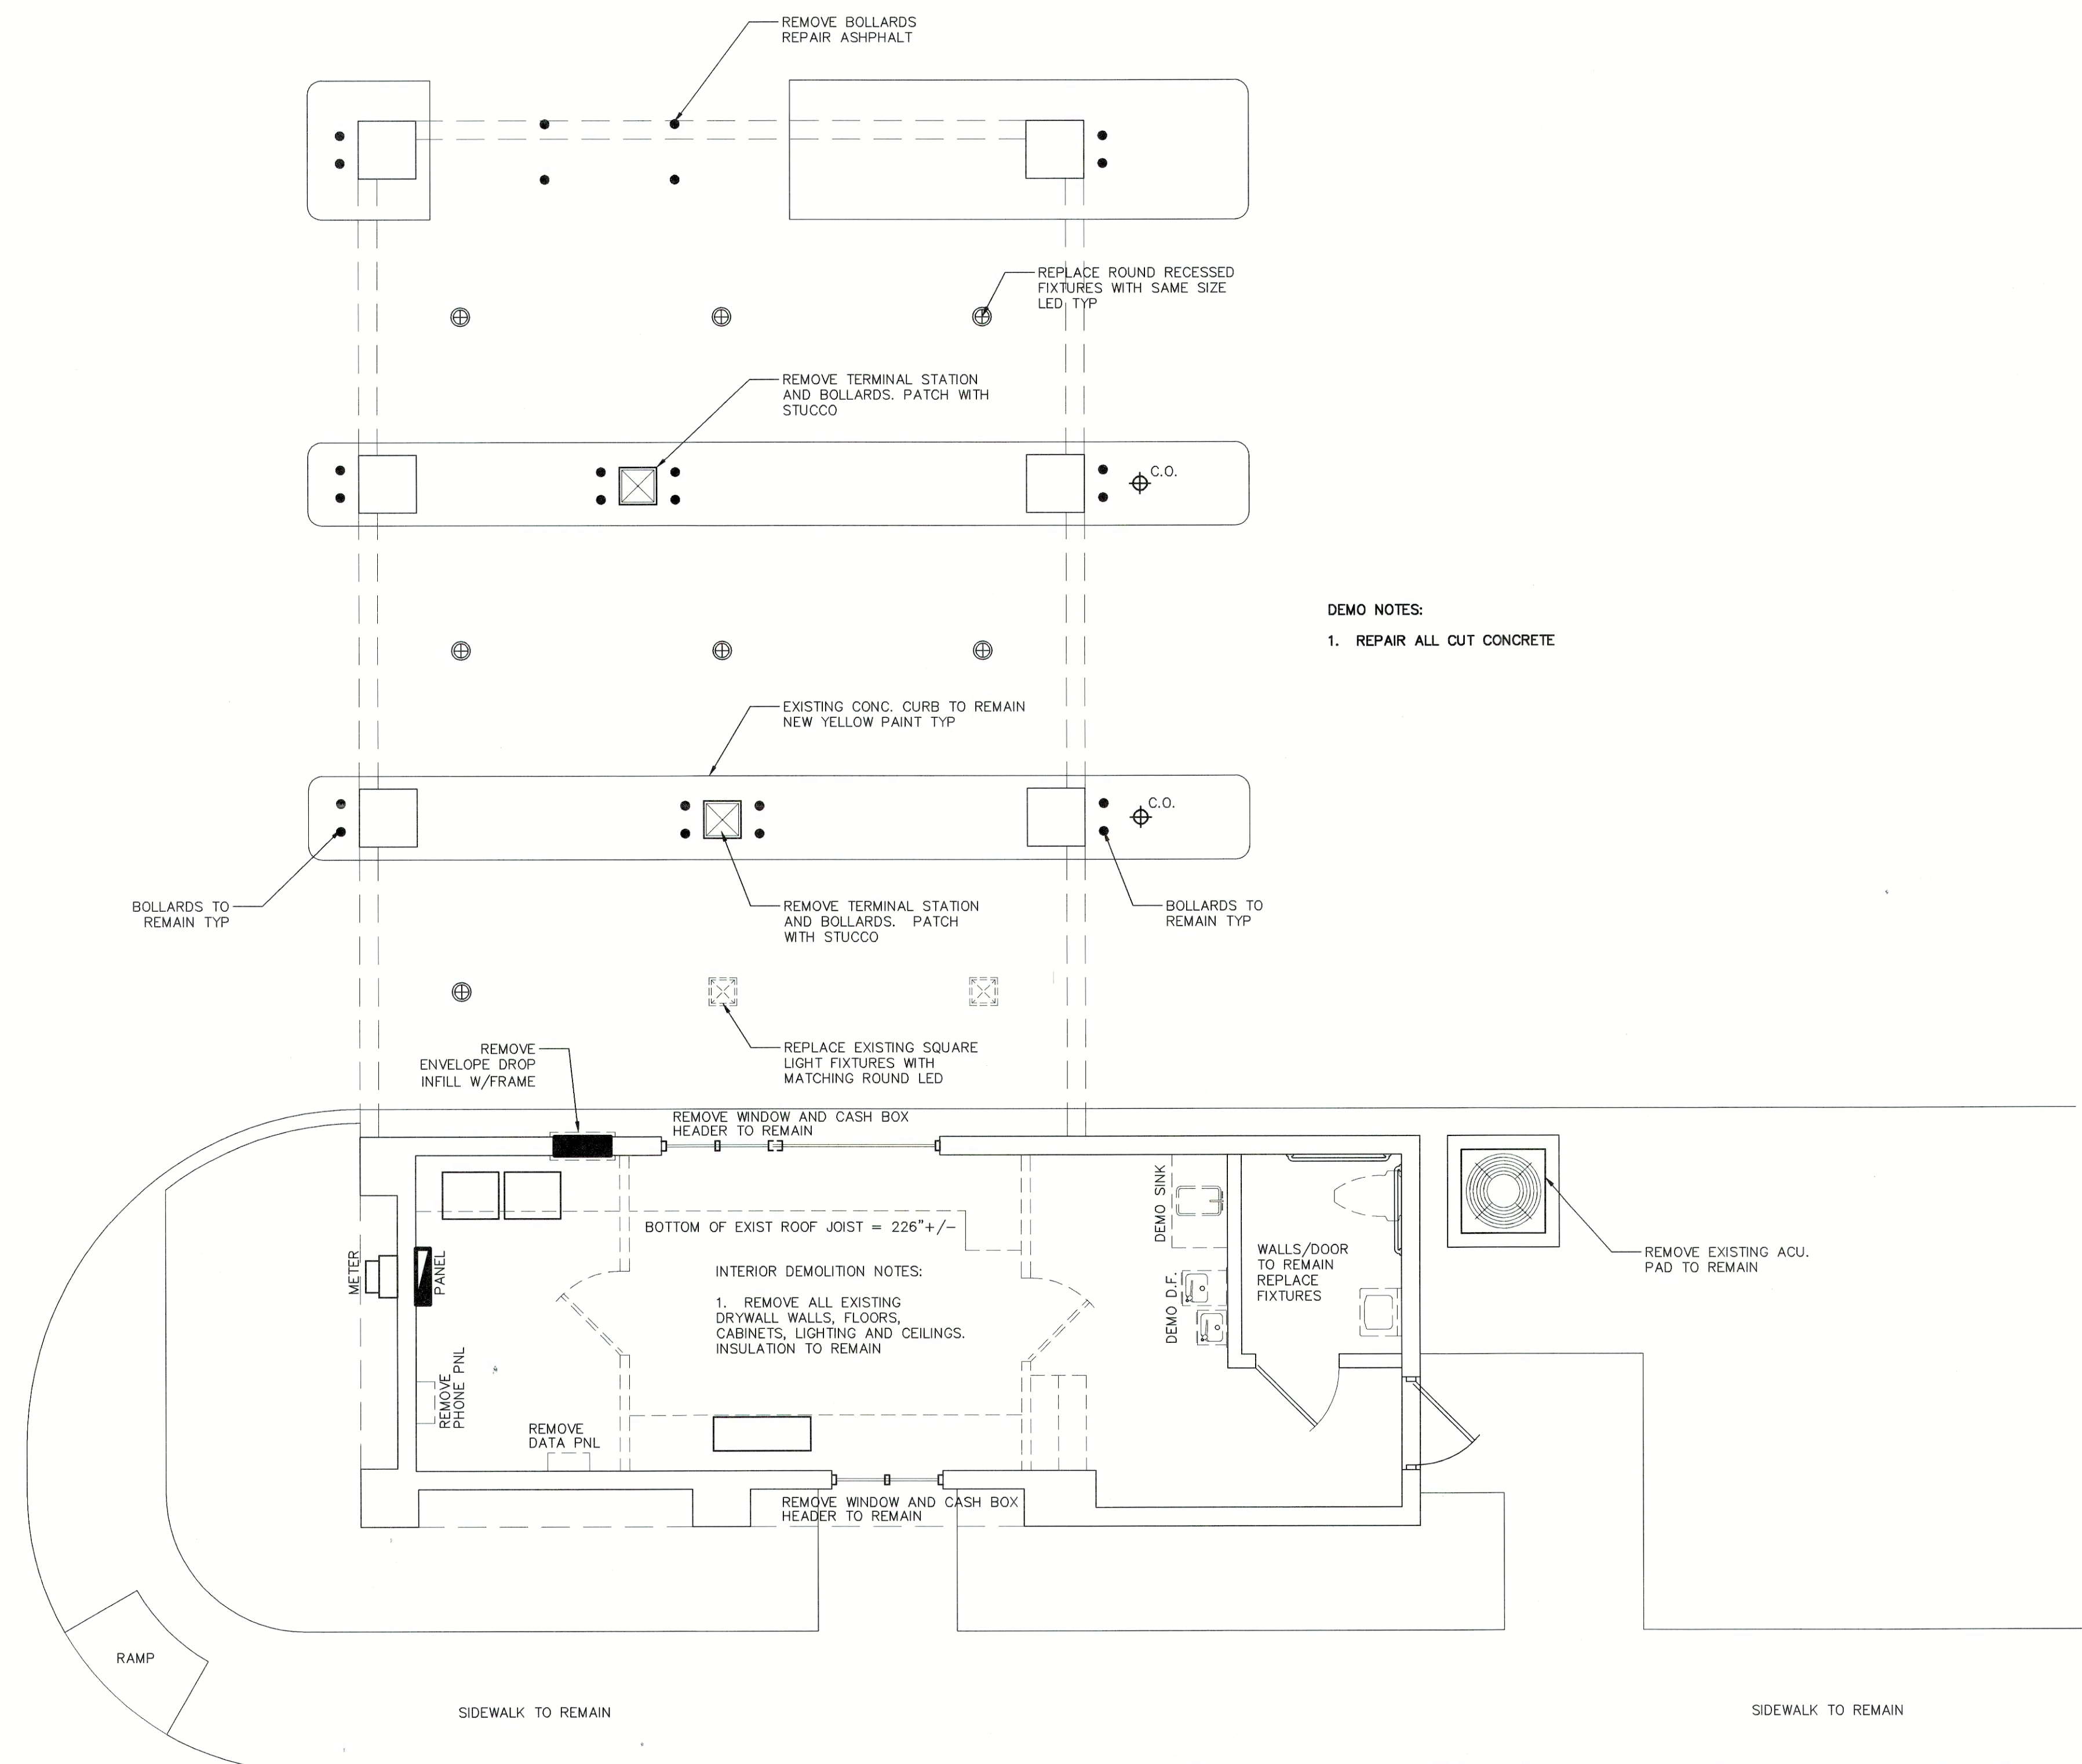 REMOVE BOLLARDS
REPAIR ASHPHALT
REPLACE ROUND RECESSED
FIXTURES WITH SAME SIZE
LED TYP
REMOVE TERMINAL STATION
AND BOLLARDS. PATCH WITH
STUCCO
C.O.
DEMO NOTES:
1. REPAIR ALL CUT CONCRETE
EXISTING CONC. CURB TO REMAIN
NEW YELLOW PAINT TYP
C.O.
BOLLARDS TO
REMAIN TYP
REMOVE TERMINAL STATION
AND BOLLARDS. PATCH
WITH STUCCO
BOLLARDS TO
REMAIN TYP
REMOVE
ENVELOPE DROP
INFILL W/FRAME
REPLACE EXISTING SQUARE
LIGHT FIXTURES WITH
MATCHING ROUND LED
REMOVE WINDOW AND CASH BOX
HEADER TO REMAIN
BOTTOM OF EXIST ROOF JOIST = 226"+/-
DEMO SINK
METER
PANEL
INTERIOR DEMOLITION NOTES:
1. REMOVE ALL EXISTING
DRYWALL WALLS, FLOORS,
CABINETS, LIGHTING AND CEILINGS.
INSULATION TO REMAIN
DEMO D.F.
WALLS/DOOR
TO REMAIN
REPLACE
FIXTURES
REMOVE EXISTING ACU.
PAD TO REMAIN
REMOVE
PHONE PNL
REMOVE
DATA PNL
REMOVE WINDOW AND CASH BOX
HEADER TO REMAIN
RAMP
SIDEWALK TO REMAIN
SIDEWALK TO REMAIN